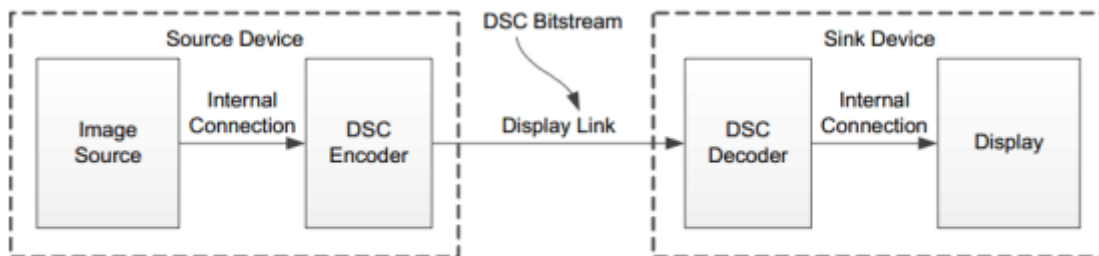 DSC Bitstream
Source Device
Sink Device
Image
Source
Internal
Connection
DSC
Encoder
Display Link
DSC
Decoder
Internal
Connection
Display